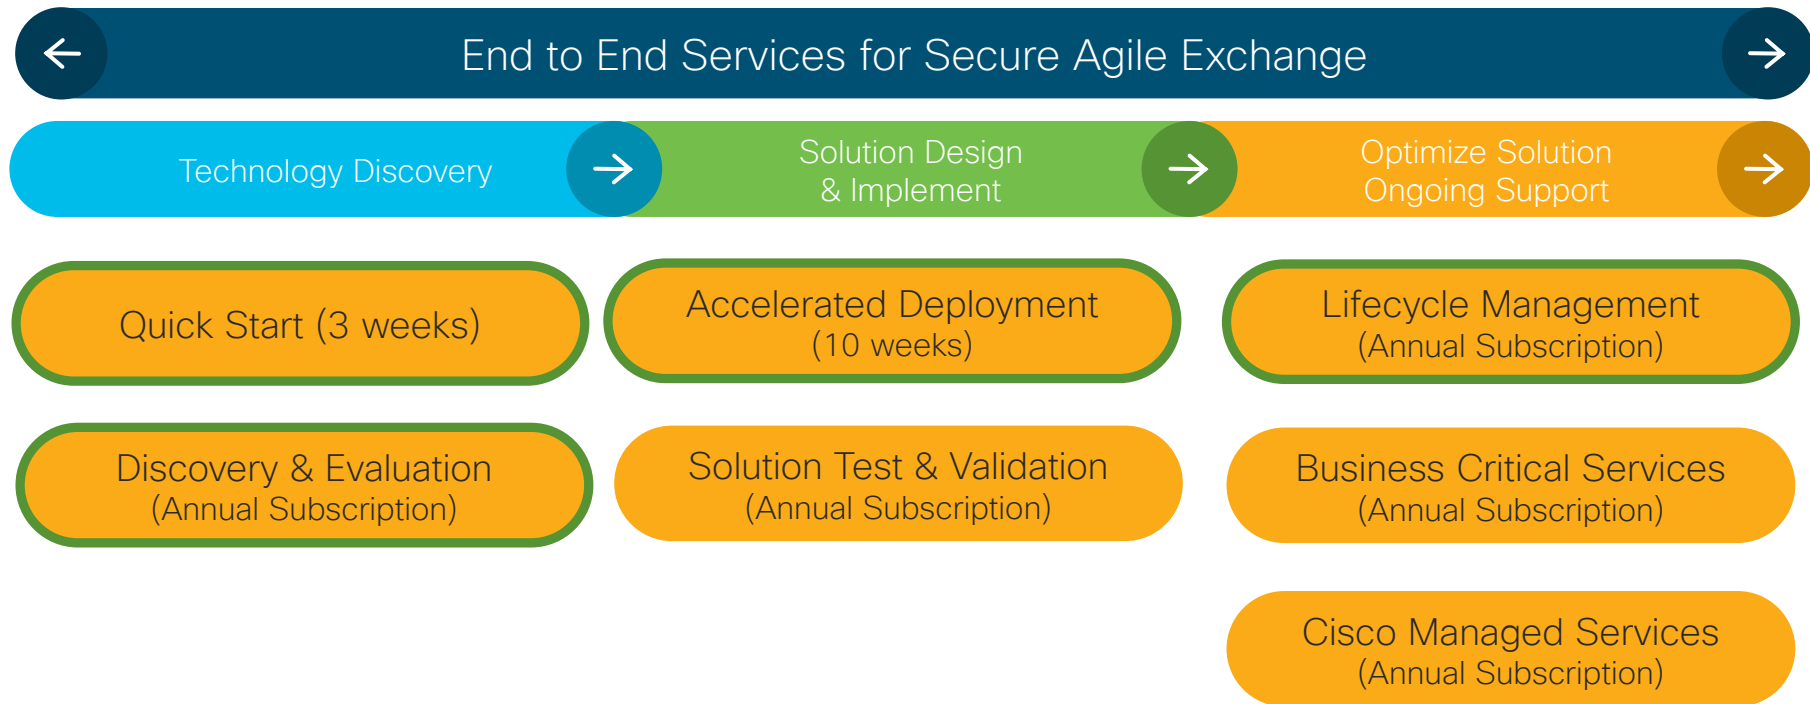 End to End Services for Secure Agile Exchange
Technology Discovery
Solution Design
& Implement
Optimize Solution
Ongoing Support
Quick Start (3 weeks)
Accelerated Deployment
(10 weeks)
Lifecycle Management
(Annual Subscription)
Discovery & Evaluation
(Annual Subscription)
Solution Test & Validation
(Annual Subscription)
Business Critical Services
(Annual Subscription)
Cisco Managed Services
(Annual Subscription)